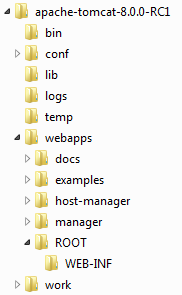 apache-tomcat-8.0.0-RC1
bin
conf
lib
logs
temp
webapps
docs
examples
host-manager
manager
ROOT
WEB-INF
work